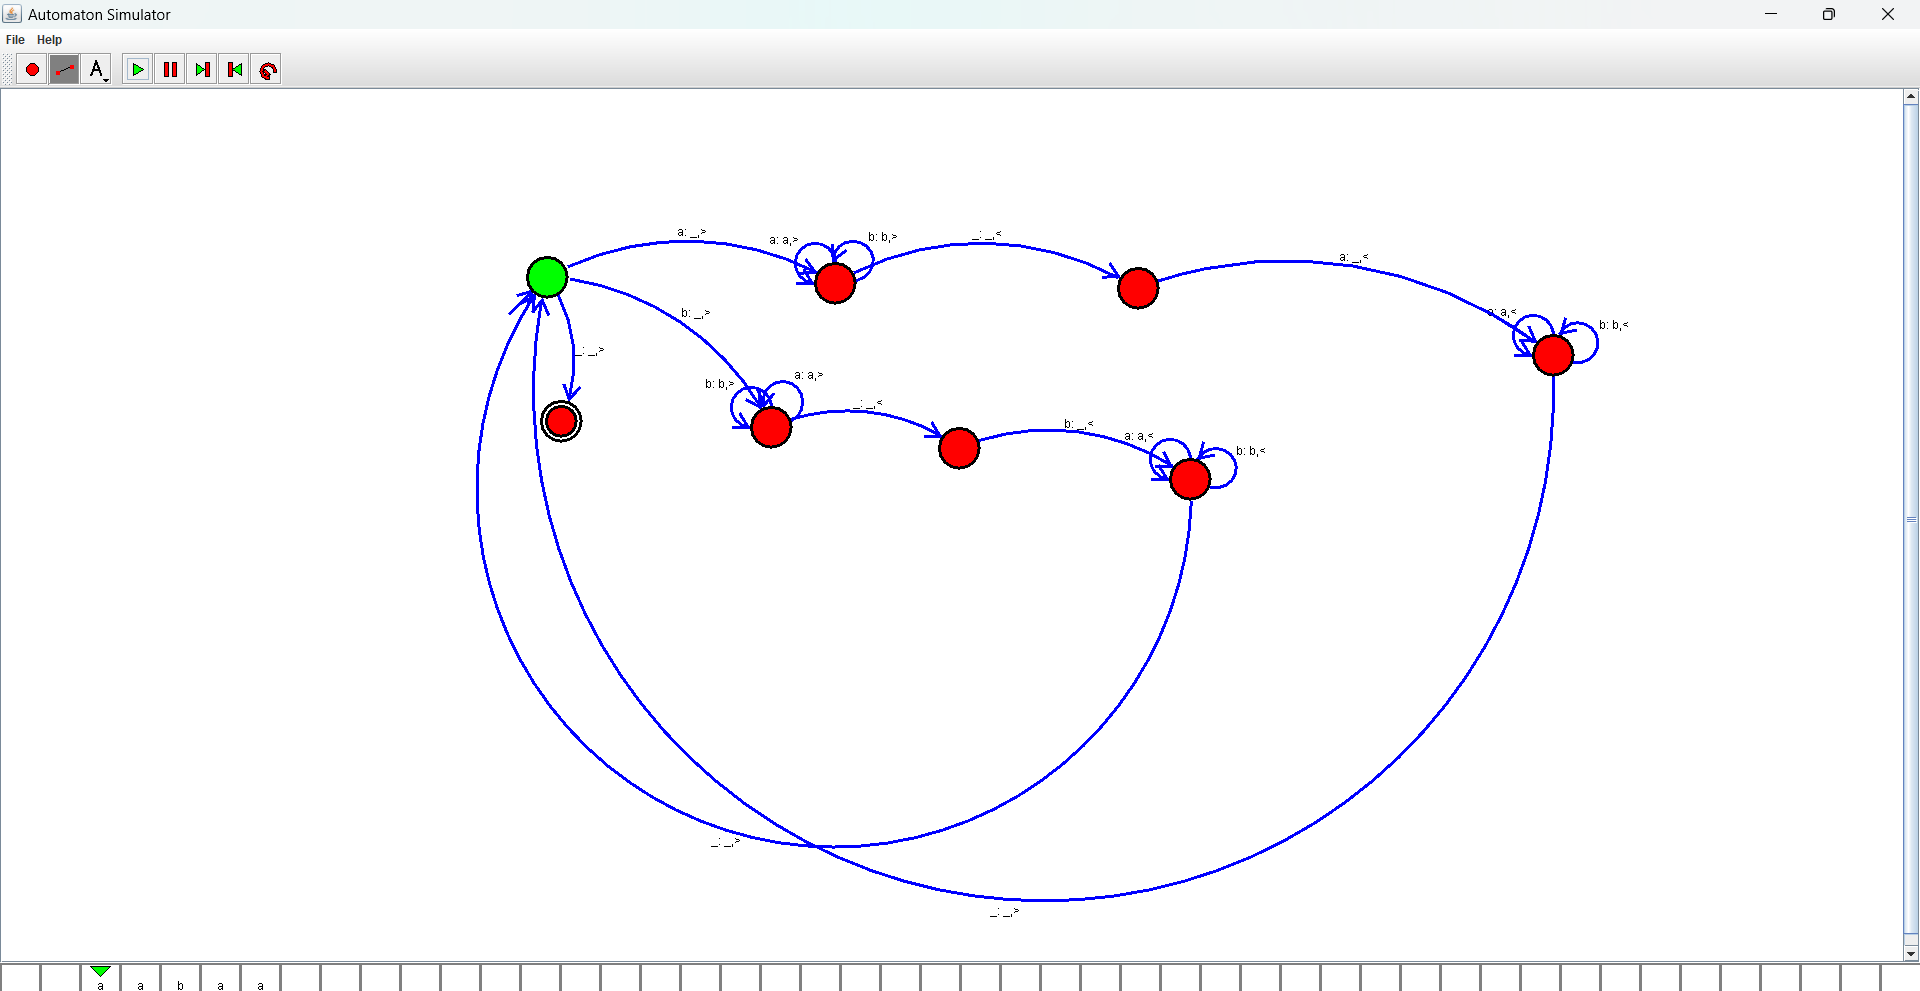 Automaton Simulator
File Help
A
a: _,>
a: a,>
b: b,>
_: _,<
a: _,<
a: a,<
b: b,<
b: _,>
_: _,>
b: b,>
a: a,>
_: _,<
b: _,<
a: a,<
b: b,<
_: _,>
_: _,>
a a b a a